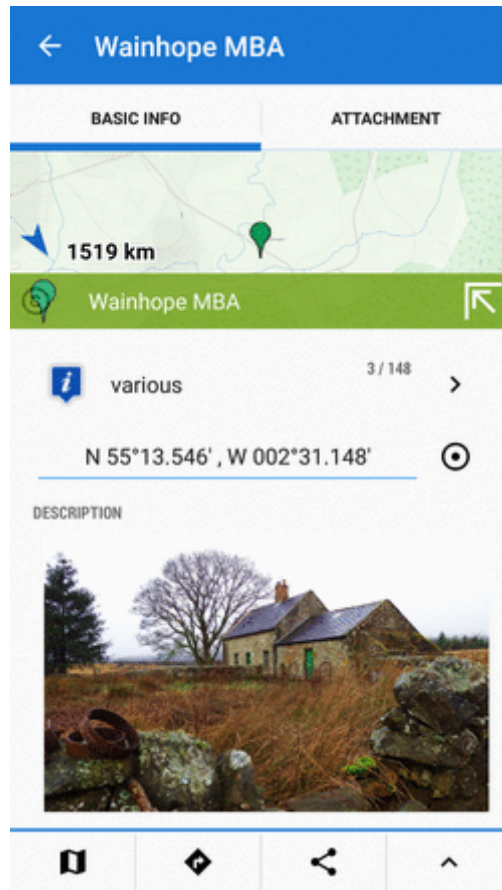 Wainhope MBA
BASIC INFO
ATTACHMENT
1519 km
Wainhope MBA
various
3 / 148
N 55°13.546' , W 002°31.148'
DESCRIPTION